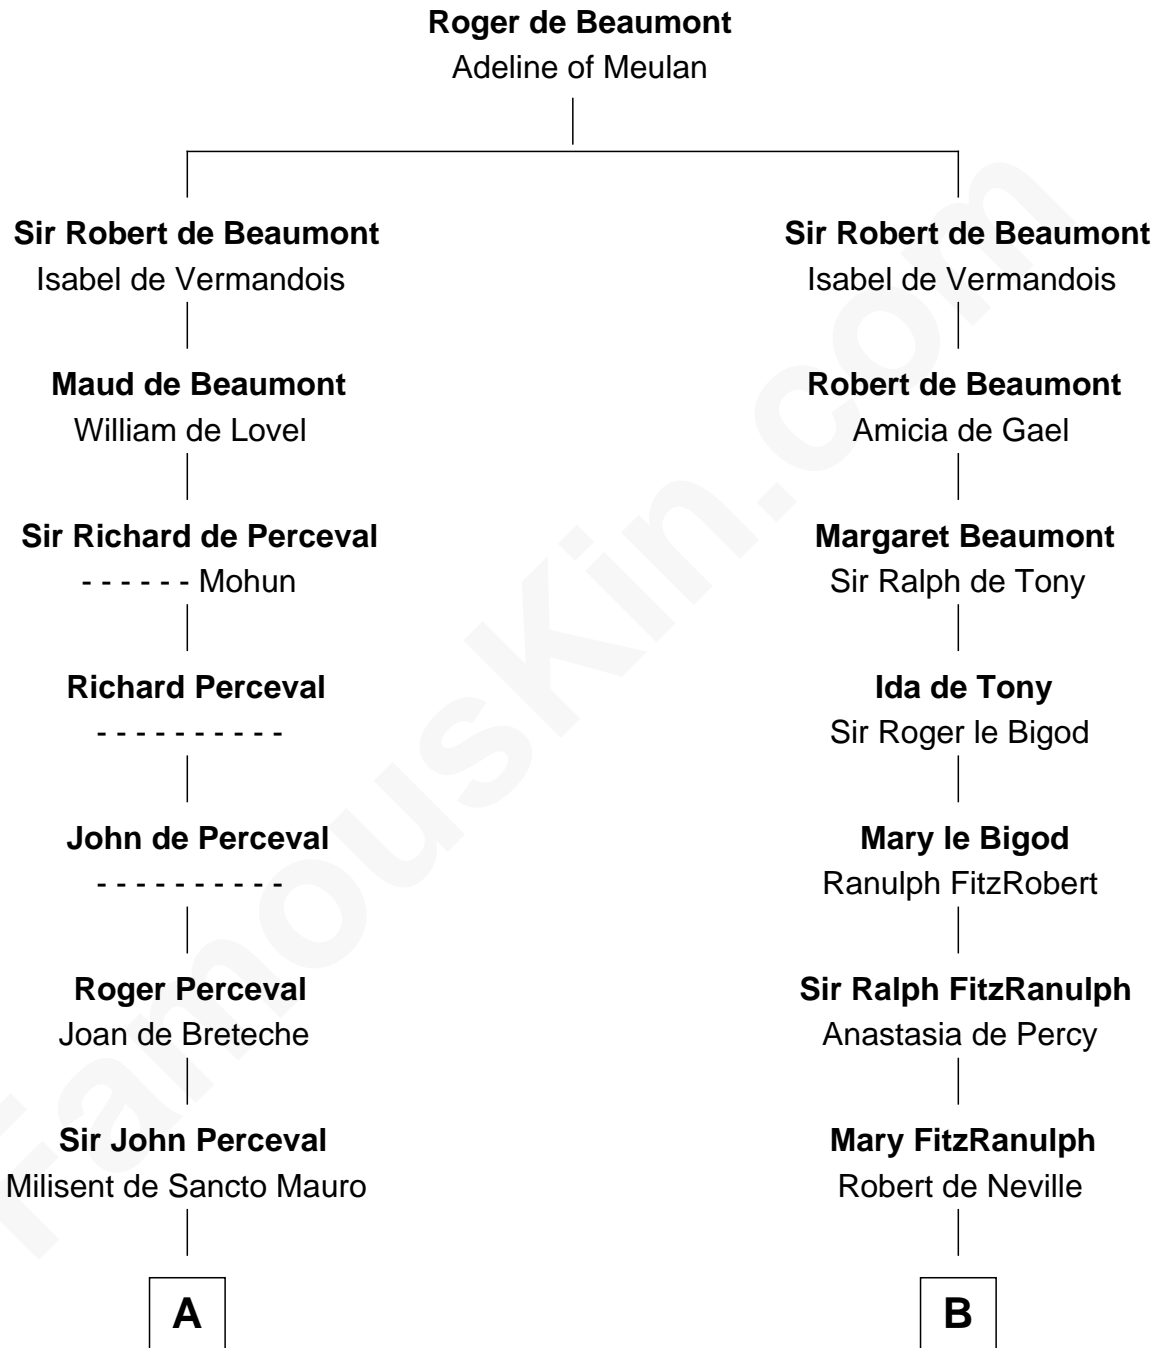 Roger de Beaumont
Adeline of Meulan
Sir Robert de Beaumont
Isabel de Vermandois
Maud de Beaumont
William de Lovel
Sir Richard de Perceval
- - - - - - Mohun
Richard Perceval
- - - - - - - - - -
John de Perceval
- - - - - - - - - -
Roger Perceval
Joan de Breteche
Sir John Perceval
Milisent de Sancto Mauro
A
Sir Robert de Beaumont
Isabel de Vermandois
Robert de Beaumont
Amicia de Gael
Margaret Beaumont
Sir Ralph de Tony
Ida de Tony
Sir Roger le Bigod
Mary le Bigod
Ranulph FitzRobert
Sir Ralph FitzRanulph
Anastasia de Percy
Mary FitzRanulph
Robert de Neville
B
FamousKin.com